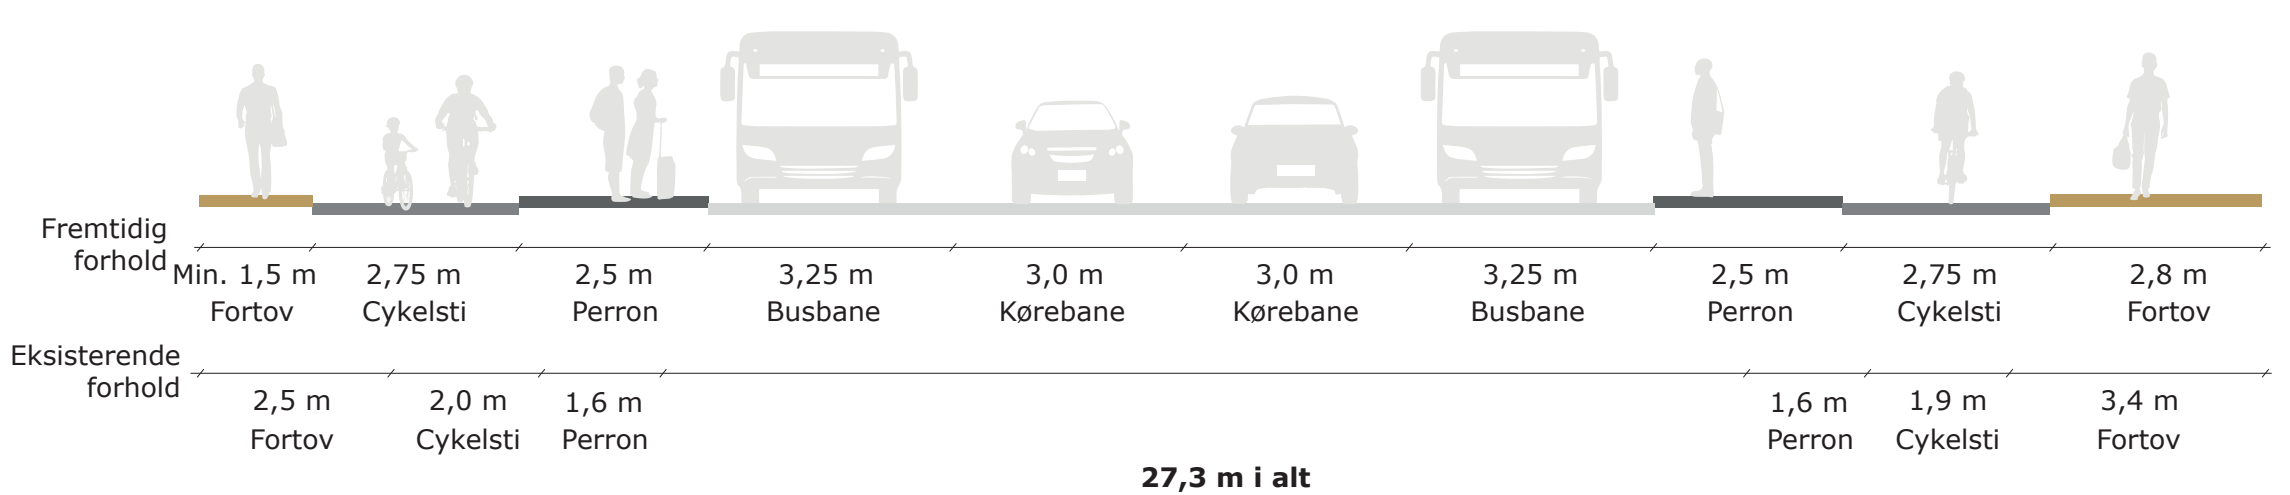 Fremtidig
forhold
Min. 1,5 m 2,75 m 2,5 m 3,25 m 3,0 m 3,0 m 3,25 m 2,5 m 2,75 m 2,8 m
Fortov Cykelsti Perron Busbane Kørebane Kørebane Busbane Perron Cykelsti Fortov
Eksisterende
forhold
2,5 m 2,0 m 1,6 m 1,6 m 1,9 m 3,4 m
Fortov Cykelsti Perron Perron Cykelsti Fortov
27,3 m i alt